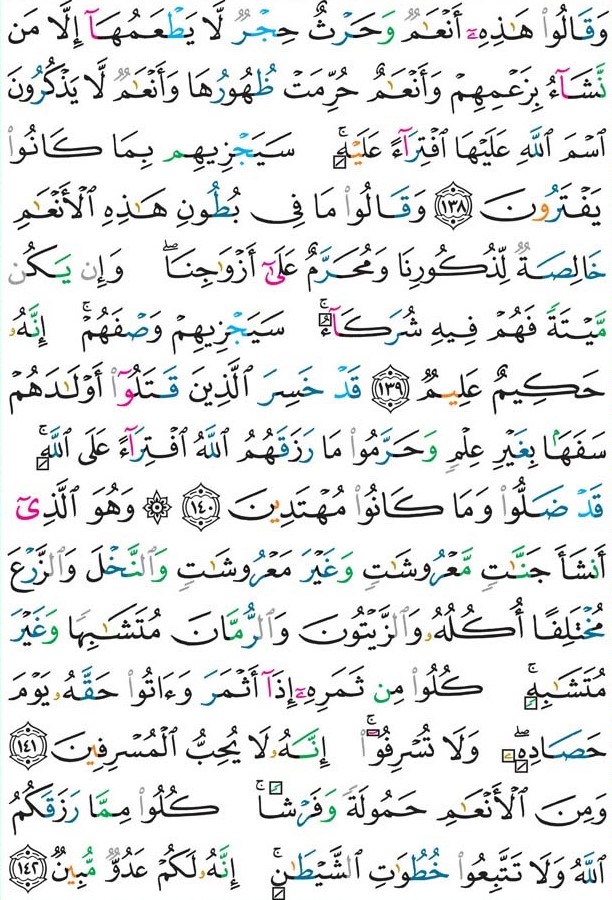 وَقَالُوا۟ هَـٰذِهِۦٓ أَنْعَـٰمٌ وَحَرْثٌ حِجْرٌ لَّا يَطْعَمُهَآ إِلَّا مَن
نَّشَآءُ بِزَعْمِهِمْ وَأَنْعَـٰمٌ حُرِّمَتْ ظُهُورُهَا وَأَنْعَـٰمٌ لَّا يَذْكُرُونَ
ٱسْمَ ٱللَّهِ عَلَيْهَا ٱفْتِرَآءً عَلَيْهِ ۚ سَيَجْزِيهِم بِمَا كَانُوا۟
يَفْتَرُونَ ﴿١٣٨﴾ وَقَالُوا۟ مَا فِى بُطُونِ هَـٰذِهِ ٱلْأَنْعَـٰمِ
خَالِصَةٌ لِّذُكُورِنَا وَمُحَرَّمٌ عَلَىٰٓ أَزْوَٰجِنَا ۖ وَإِن يَكُن
مَّيْتَةً فَهُمْ فِيهِ شُرَكَآءُ ۚ سَيَجْزِيهِمْ وَصْفَهُمْ ۚ إِنَّهُۥ
حَكِيمٌ عَلِيمٌ ﴿١٣٩﴾ قَدْ خَسِرَ ٱلَّذِينَ قَتَلُوٓا۟ أَوْلَـٰدَهُمْ
سَفَهًۢا بِغَيْرِ عِلْمٍ وَحَرَّمُوا۟ مَا رَزَقَهُمُ ٱللَّهُ ٱفْتِرَآءً عَلَى ٱللَّهِ ۚ
قَدْ ضَلُّوا۟ وَمَا كَانُوا۟ مُهْتَدِينَ ﴿١٤٠﴾ ۞ وَهُوَ ٱلَّذِىٓ
أَنشَأَ جَنَّـٰتٍ مَّعْرُوشَـٰتٍ وَغَيْرَ مَعْرُوشَـٰتٍ وَٱلنَّخْلَ وَٱلزَّرْعَ
مُخْتَلِفًا أُكُلُهُۥ وَٱلزَّيْتُونَ وَٱلرُّمَّانَ مُتَشَـٰبِهًا وَغَيْرَ
مُتَشَـٰبِهٍ ۚ كُلُوا۟ مِن ثَمَرِهِۦٓ إِذَآ أَثْمَرَ وَءَاتُوا۟ حَقَّهُۥ يَوْمَ
حَصَادِهِۦ ۖ وَلَا تُسْرِفُوٓا۟ ۚ إِنَّهُۥ لَا يُحِبُّ ٱلْمُسْرِفِينَ ﴿١٤١﴾
وَمِنَ ٱلْأَنْعَـٰمِ حَمُولَةً وَفَرْشًا ۚ كُلُوا۟ مِمَّا رَزَقَكُمُ
ٱللَّهُ وَلَا تَتَّبِعُوا۟ خُطُوَٰتِ ٱلشَّيْطَـٰنِ ۚ إِنَّهُۥ لَكُمْ عَدُوٌّ مُّبِينٌ ﴿١٤٢﴾